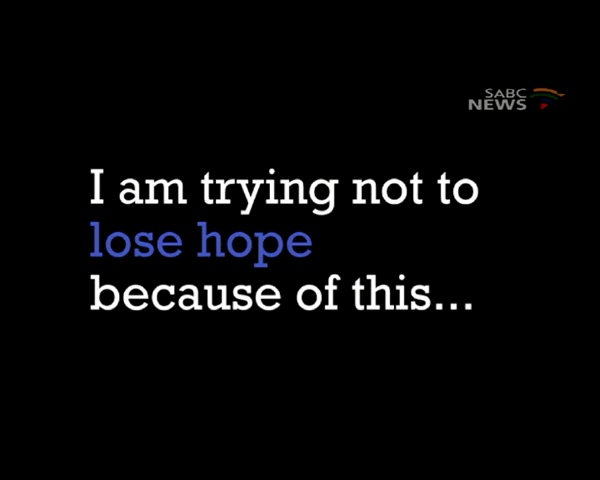 SABC
NEWS
I am trying not to
lose hope
because of this...